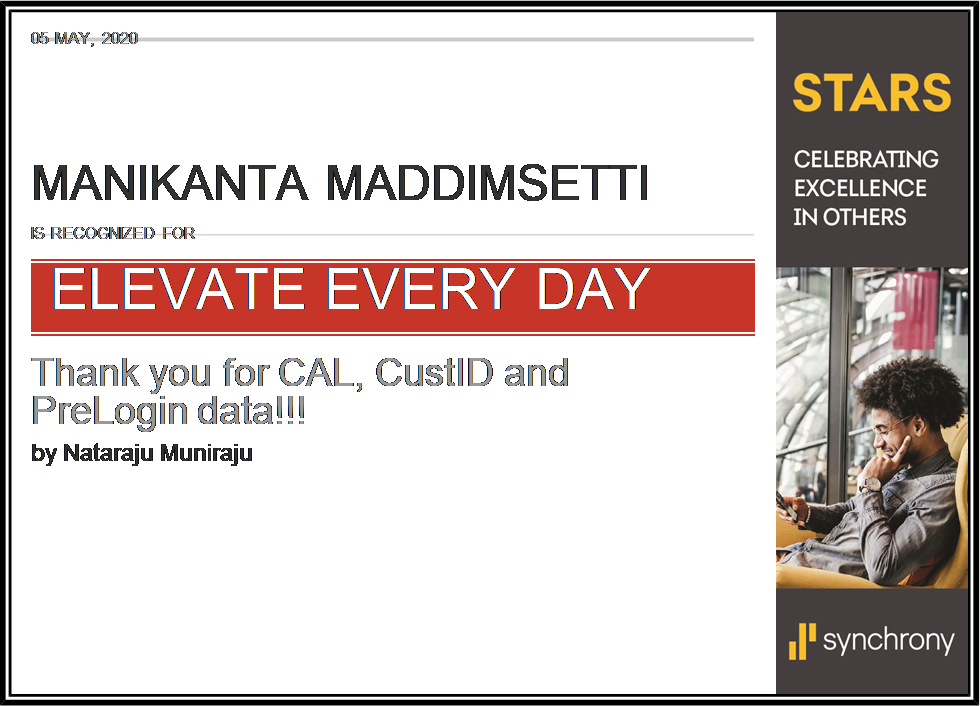 05 MAY, 2020
MANIKANTA MADDIMSETTI
IS RECOGNIZED FOR
ELEVATE EVERY DAY
Thank you for CAL, CustID and
PreLogin data!!!
by Nataraju Muniraju
STARS
CELEBRATING
EXCELLENCE
IN OTHERS
synchrony